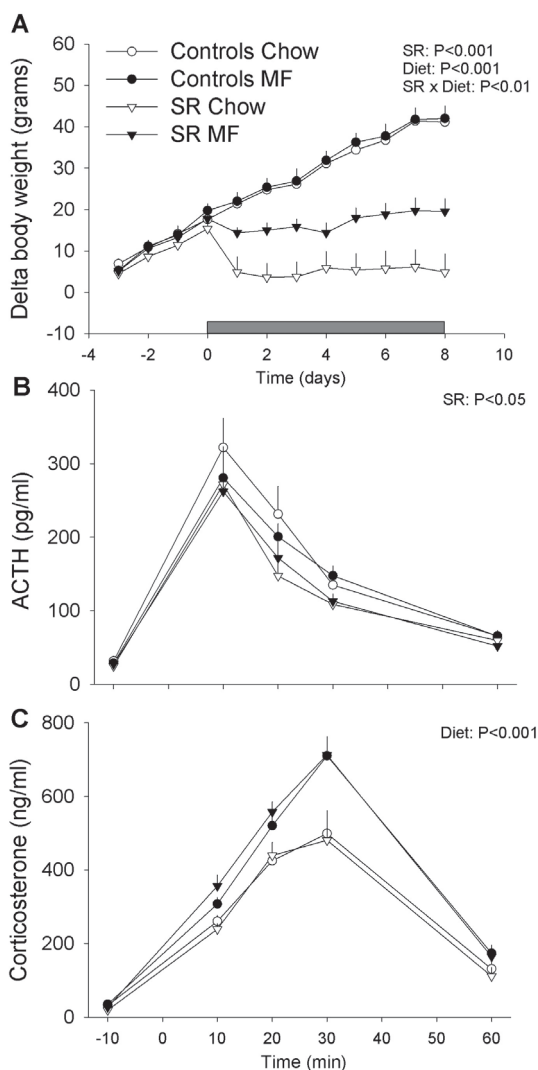 A
Controls Chow
Controls MF
SR Chow
SR MF
SR: P<0.001
Diet: P<0.001
SR x Diet: P<0.01
Delta body weight (grams)
60
50
40
30
20
10
0
-10
-4 -2 0 2 4 6 8 10
Time (days)
B
SR: P<0.05
ACTH (pg/ml)
400
300
200
100
0
C
Diet: P<0.001
Corticosterone (ng/ml)
800
600
400
200
0
-10 0 10 20 30 40 50 60
Time (min)